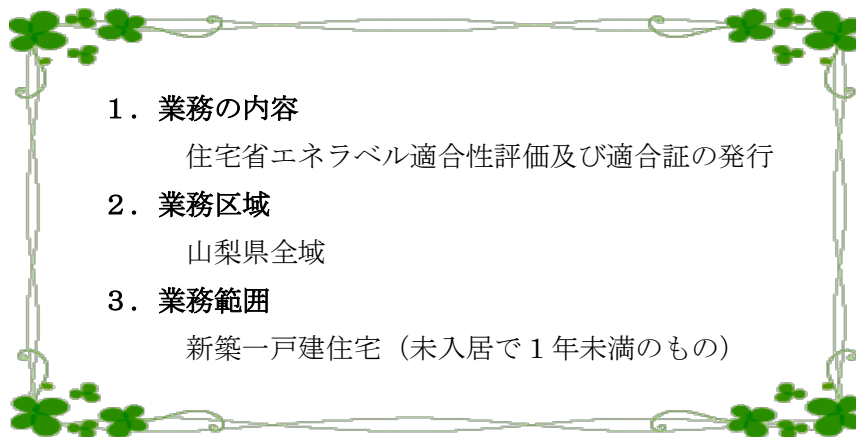 １．業務の内容
住宅省エネラベル適合性評価及び適合証の発行
２．業務区域
山梨県全域
３．業務範囲
新築一戸建住宅（未入居で１年未満のもの）